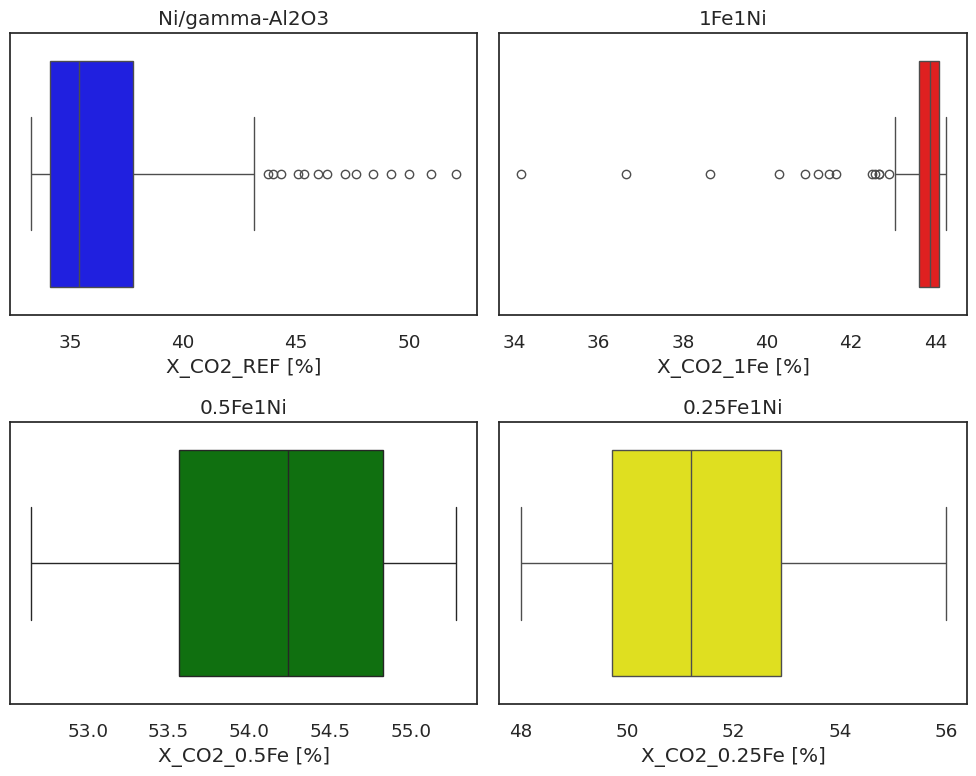 Ni/gamma-Al2O3
35 40 45 50
X_CO2_REF [%]
1Fe1Ni
34 36 38 40 42 44
X_CO2_1Fe [%]
0.5Fe1Ni
53.0 53.5 54.0 54.5 55.0
X_CO2_0.5Fe [%]
0.25Fe1Ni
48 50 52 54 56
X_CO2_0.25Fe [%]